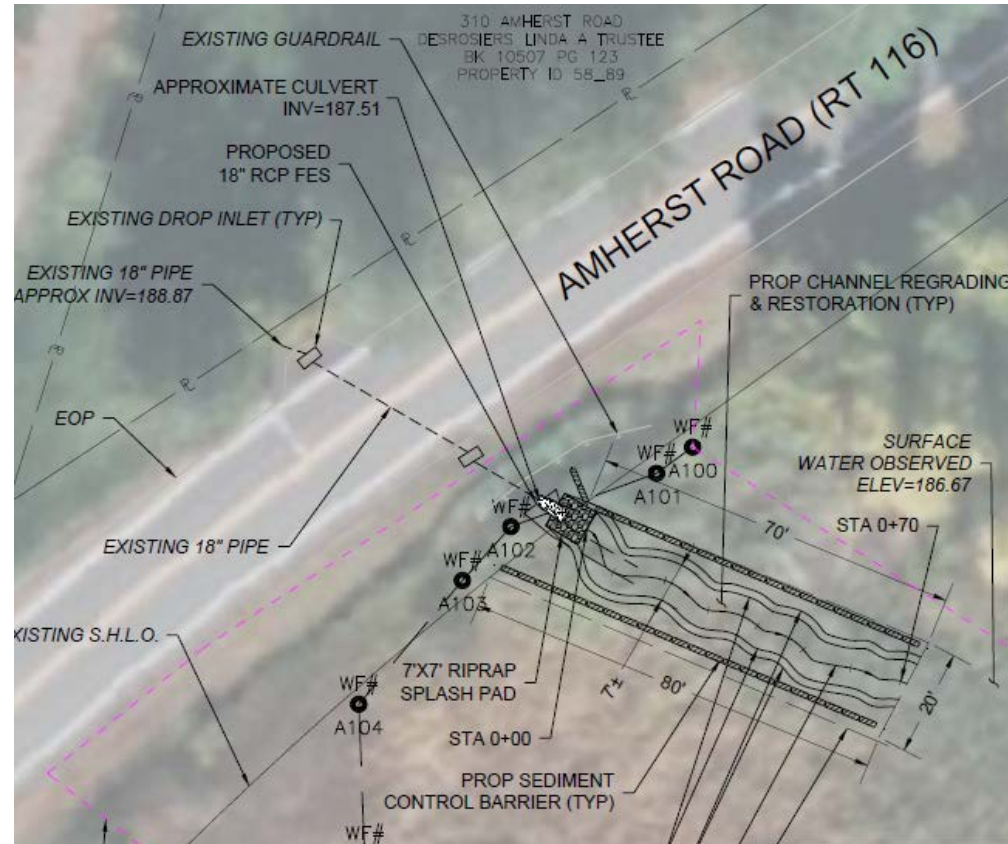 310 AMHERST ROAD
DESROSIERS LINDA A TRUSTEE
BK 10507 PG 123
PROPERTY ID 58_89
EXISTING GUARDRAIL
APPROXIMATE CULVERT
INV=187.51
PROPOSED
18" RCP FES
EXISTING DROP INLET (TYP)
EXISTING 18" PIPE
APPROX INV=188.87
AMHERST ROAD (RT 116)
PROP CHANNEL REGRADING
& RESTORATION (TYP)
EOP
WF#
A100
WF#
A101
SURFACE
WATER OBSERVED
ELEV=186.67
70'
STA 0+70
WF#
A102
EXISTING 18" PIPE
WF#
A103
XISTING S.H.L.O.
7'X7' RIPRAP
SPLASH PAD
7'±
80'
20'
WF#
A104
STA 0+00
PROP SEDIMENT
CONTROL BARRIER (TYP)
WF#